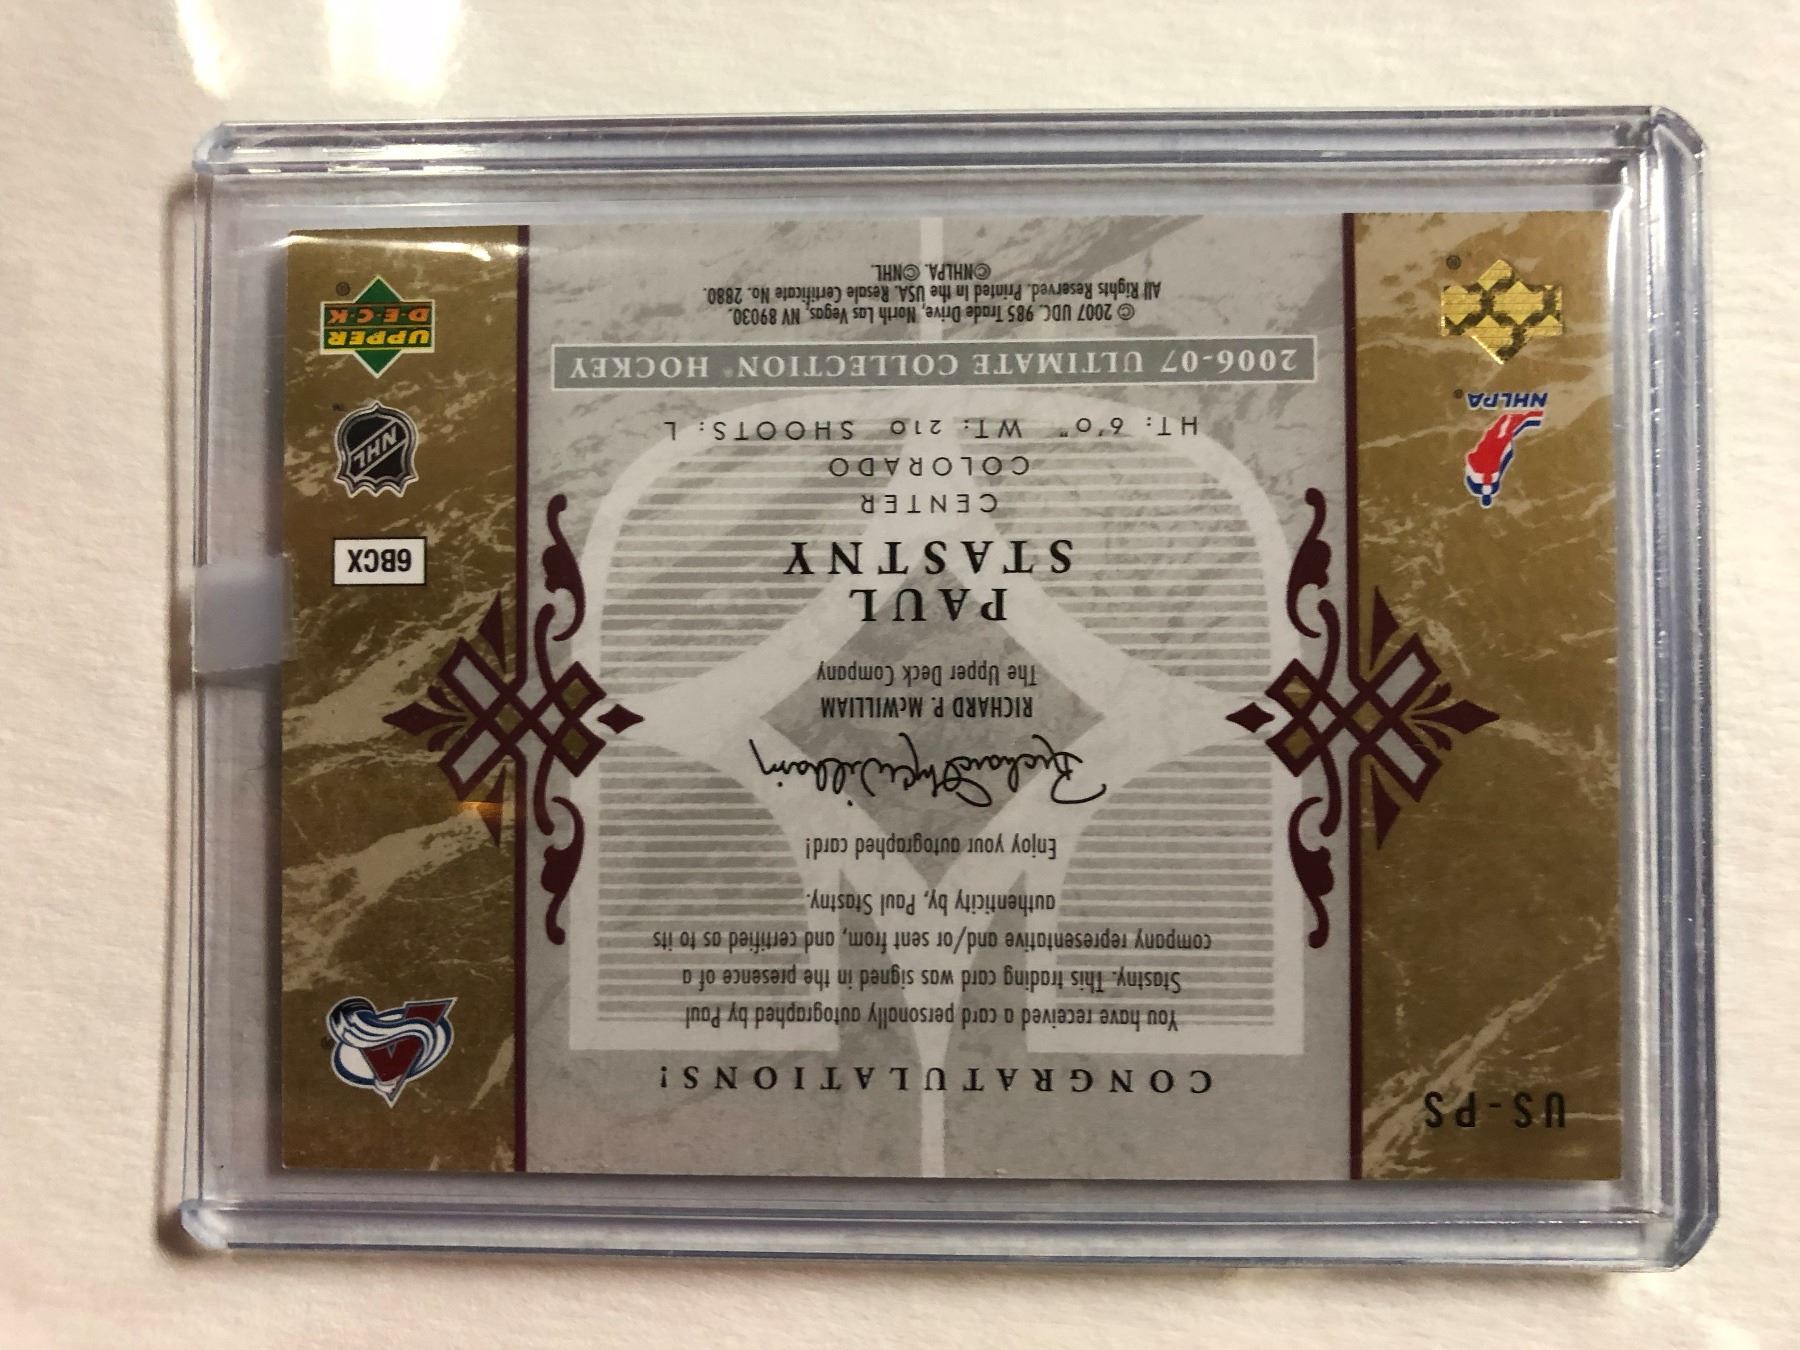 US-PS
CONGRATULATIONS!
You have received a card personally autographed by Paul
Stastny. This trading card was signed in the presence of a
company representative and/or sent from, and certified as to its
authenticity by, Paul Stastny.
Enjoy your autographed card!
Richard McWilliam
RICHARD P. McWILLIAM
The Upper Deck Company
PAUL
STASTNY
CENTER
COLORADO
HT: 6'0" WT: 210 SHOOTS: L
2006-07 ULTIMATE COLLECTION® HOCKEY
© 2007 UDC. 985 Trade Drive, North Las Vegas, NV 89030.
All Rights Reserved. Printed in the USA. Resale Certificate No. 2880.
©NHLPA. ©NHL.
NHLPA®
®
A
6BCX
NHL
™
UPPER
D·E·C·K
®